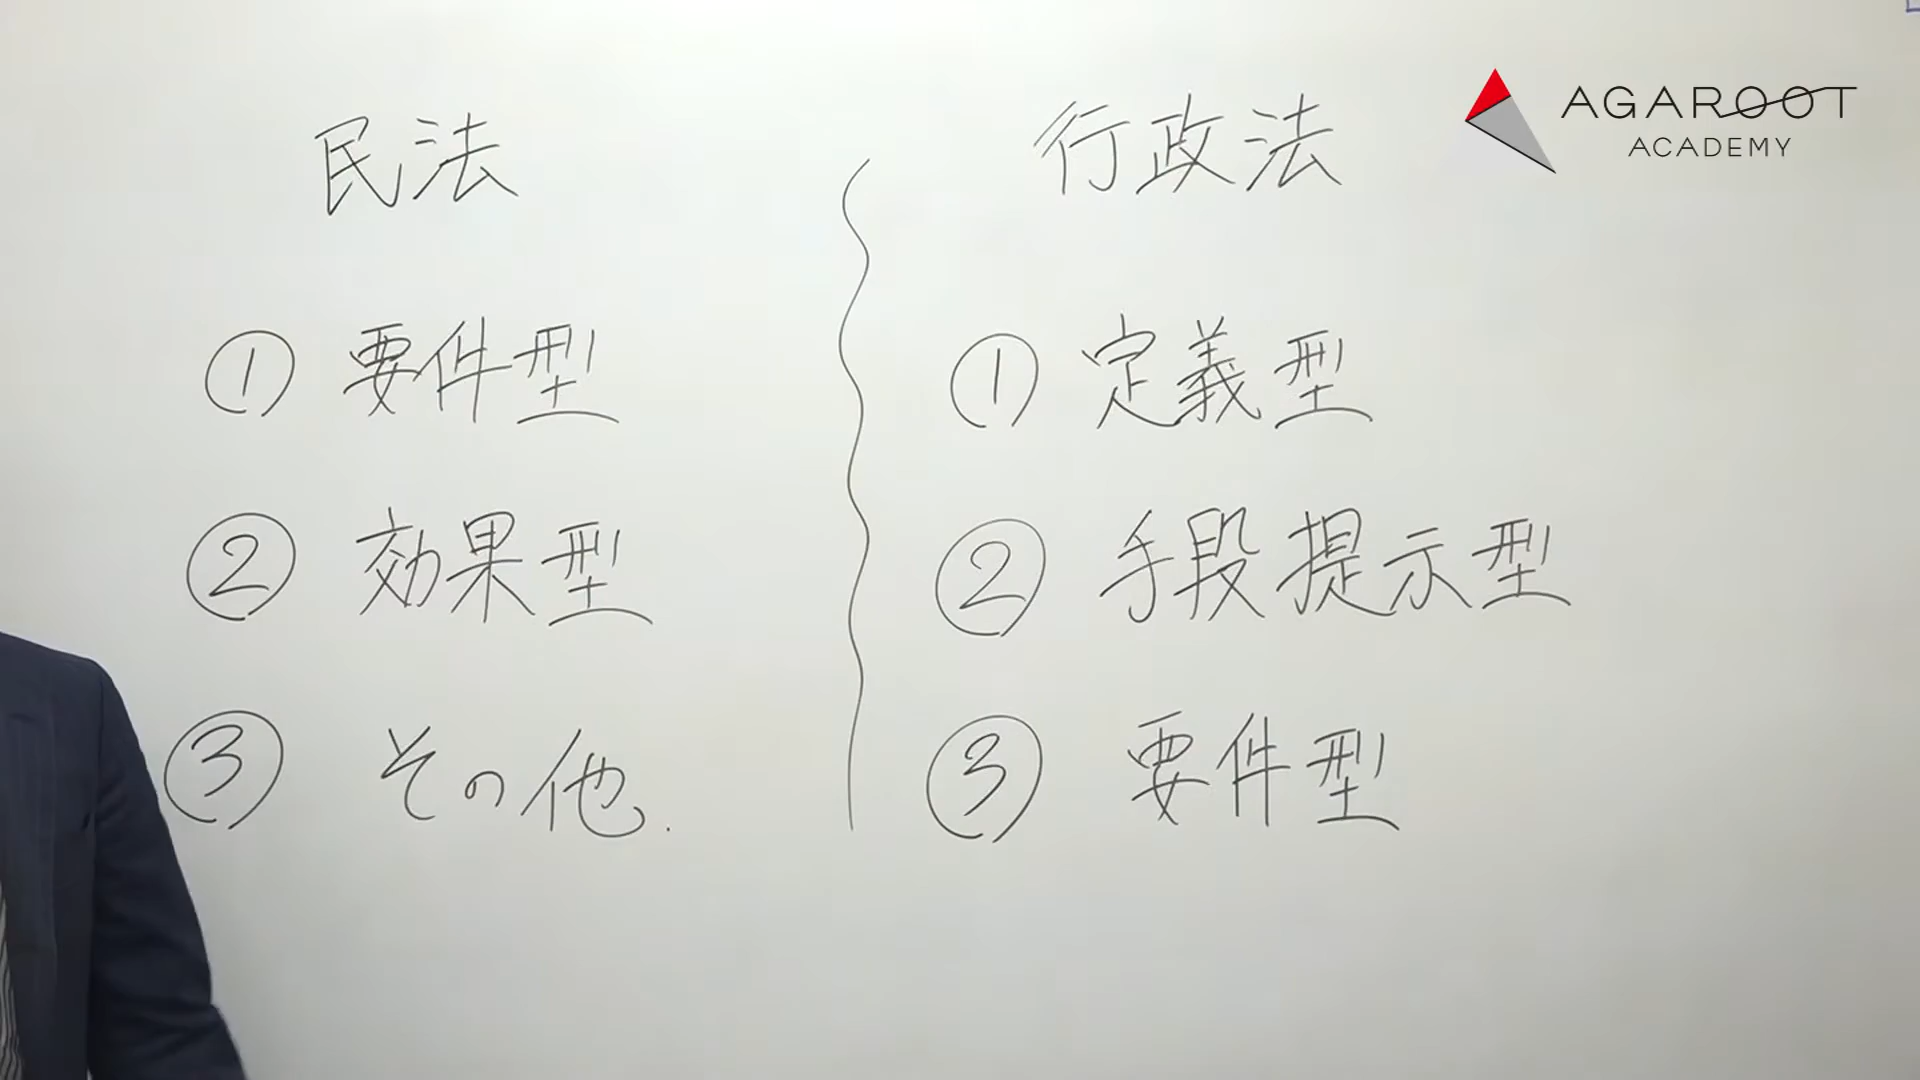 民法
① 要件型
② 効果型
③ その他.
行政法
① 定義型
② 手段提示型
③ 要件型
AGAROOT
ACADEMY